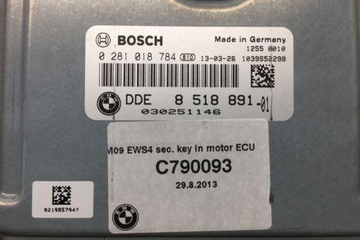 BOSCH
Made in Germany
1255 0010
0 281 018 784 13-03-26 1039S52298
DDE 8 518 891-01
030251146
M09 EWS4 sec. key in motor ECU
C790093
29.8.2013
8219857947